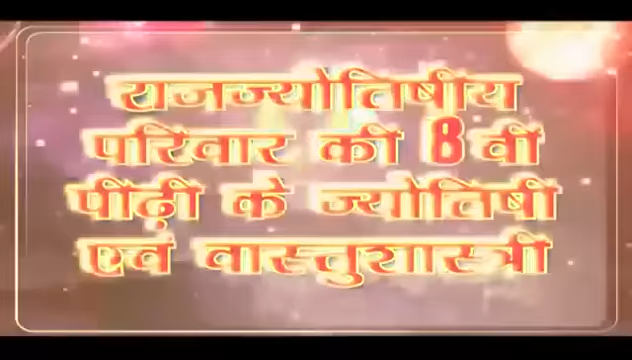 राजज्योतिषीय
परिवार की 8 वीं
पीढ़ी के ज्योतिषी
एवं वास्तुशास्त्री